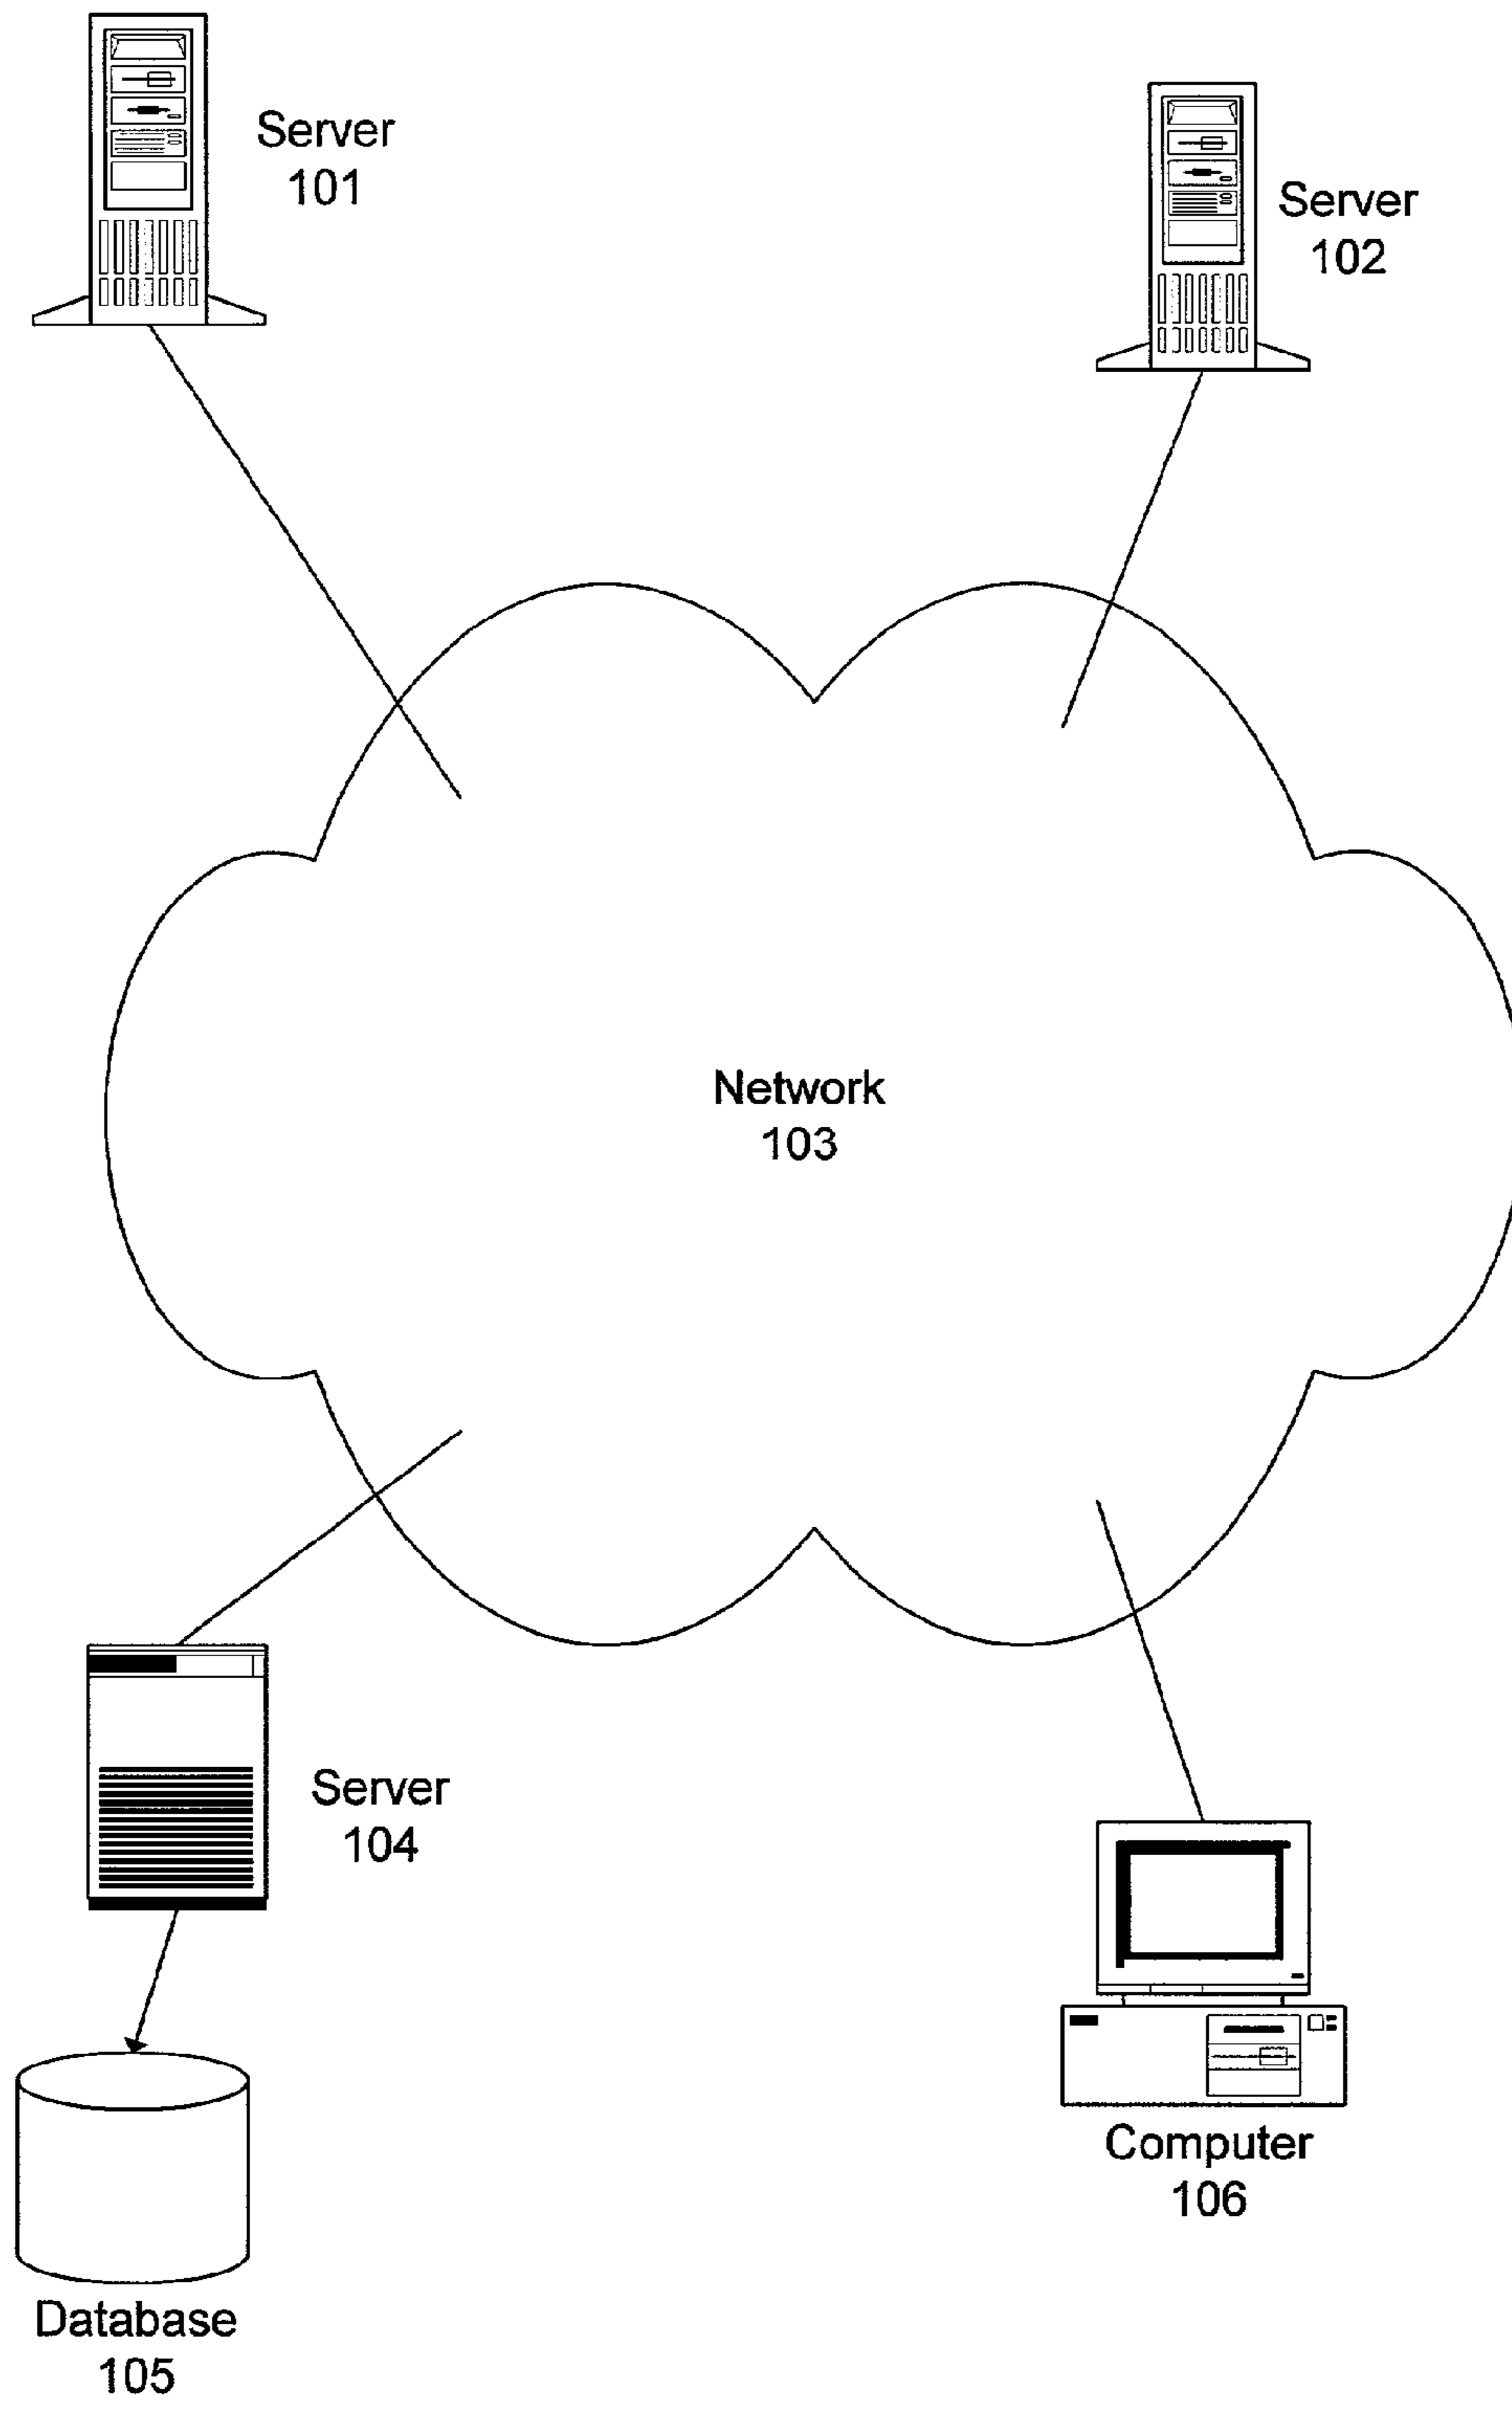 Server
101
Server
102
Network
103
Server
104
Computer
106
Database
105